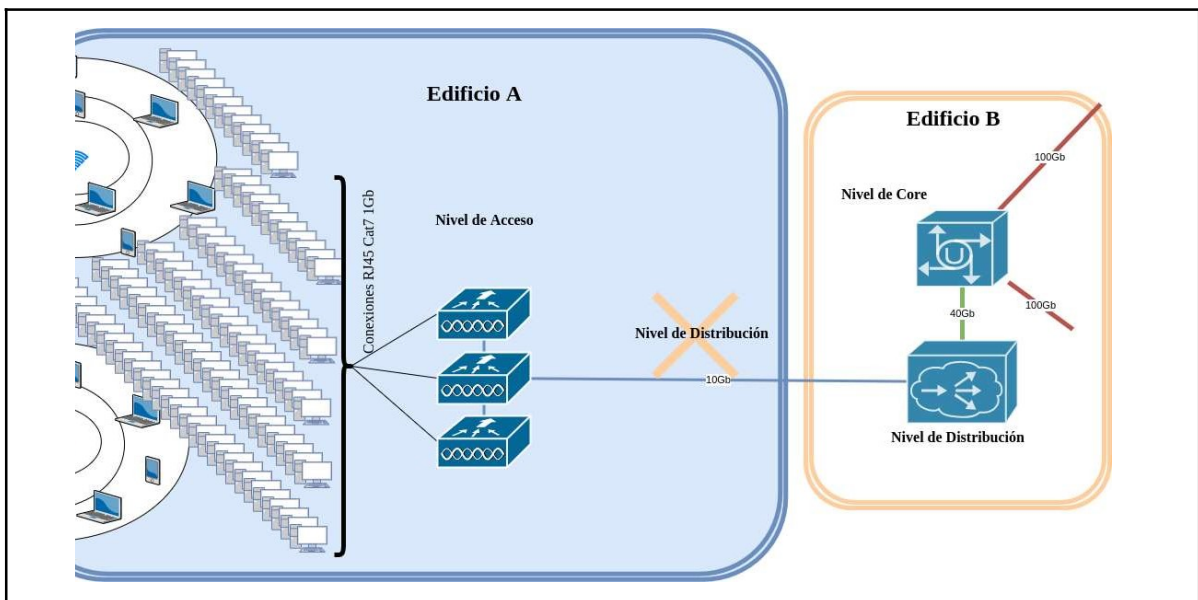 Edificio A
Edificio B
100Gb
Nivel de Core
Nivel de Acceso
Conexiones RJ45 Cat7 1Gb
100Gb
40Gb
Nivel de Distribución
10Gb
Nivel de Distribución